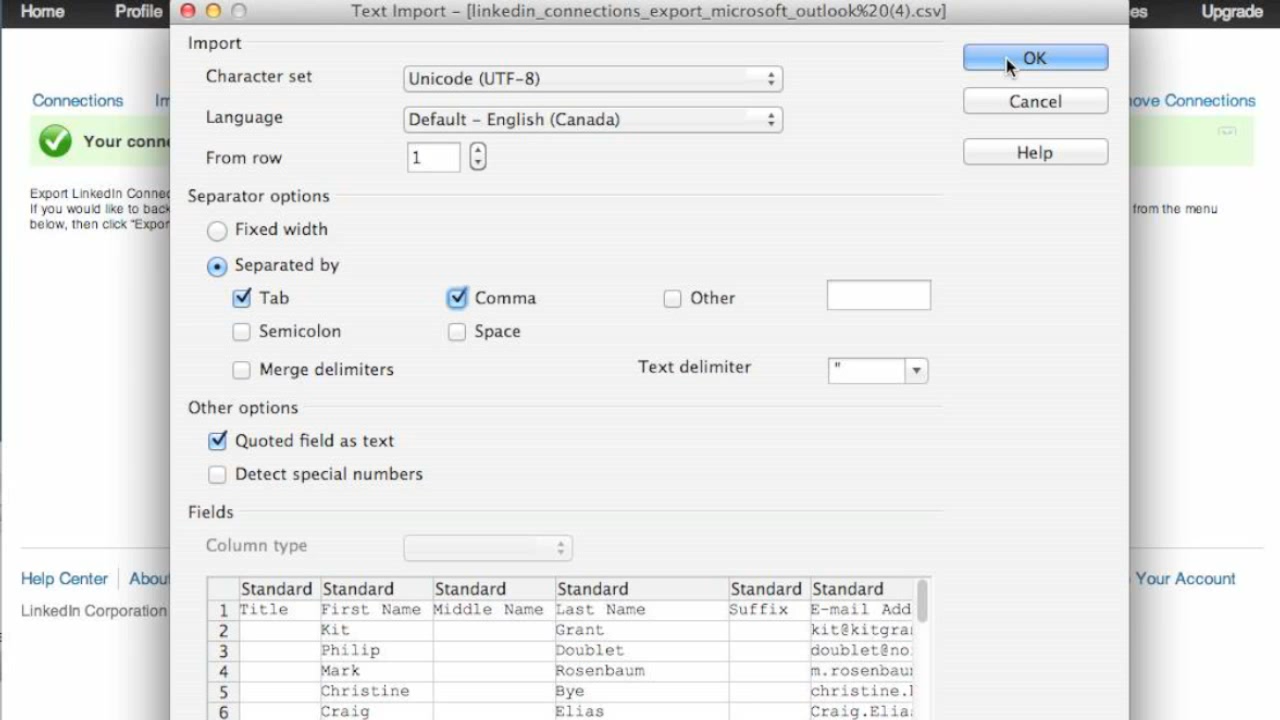 Text Import – [linkedin_connections_export_microsoft_outlook%20(4).csv]
Home Profile Upgrade
Import
OK
Character set Unicode (UTF-8)
Connections
Cancel
ove Connections
Language Default – English (Canada)
Your conne
From row 1
Help
Export LinkedIn Connec
Separator options
If you would like to back from the menu
below, then click "Expor
Fixed width
Separated by
Tab Comma Other
Semicolon Space
Merge delimiters Text delimiter "
Other options
Quoted field as text
Detect special numbers
Fields
Column type
Help Center Abou Your Account
Standard Standard Standard Standard Standard Standard
LinkedIn Corporation
1 Title First Name Middle Name Last Name Suffix E-mail Add
2 Kit Grant kit@kitgra
3 Philip Doublet doublet@no
4 Mark Rosenbaum m.rosenbau
5 Christine Bye christine.
6 Craig Elias Craig.Elia